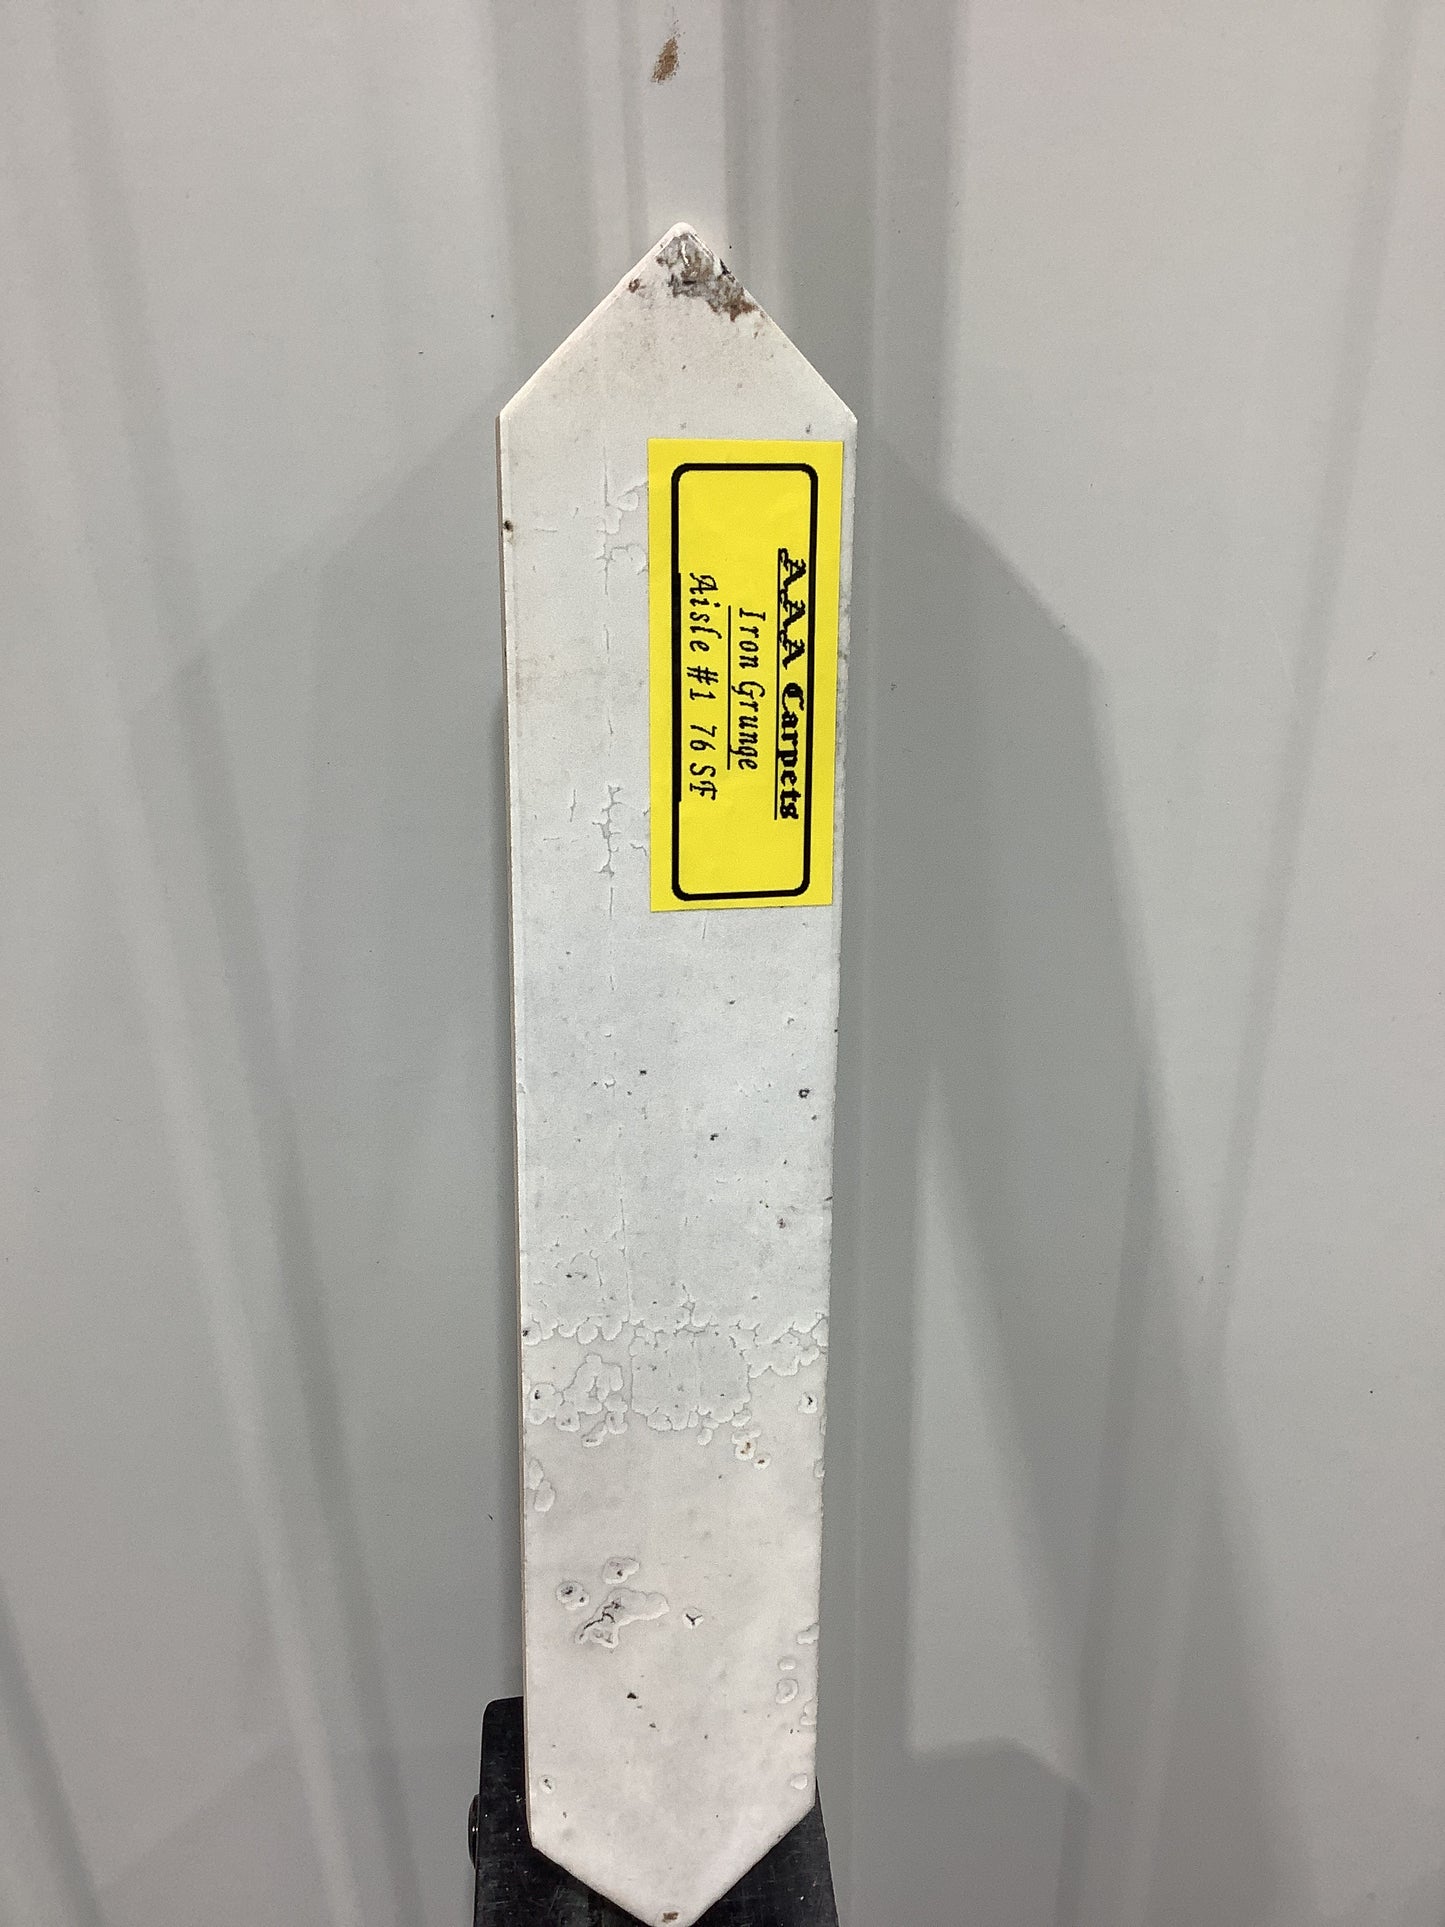 AAA Carpets
Iron Grunge
Aisle #1 76 SF